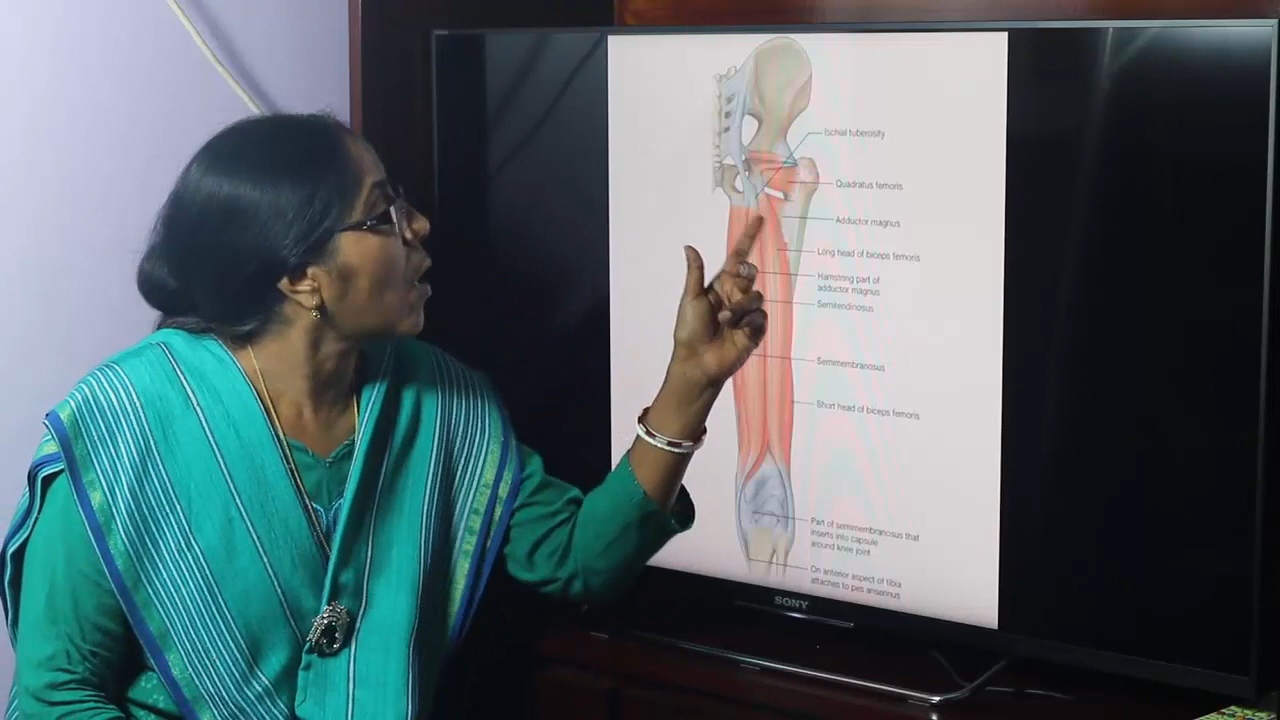 Ischial tuberosity
Quadratus femoris
Adductor magnus
Long head of biceps femoris
Hamstring part of
adductor magnus
Semitendinosus
Semimembranosus
Short head of biceps femoris
Part of semimembranosus that
inserts into capsule
around knee joint
On anterior aspect of tibia
attaches to pes anserinus
SONY